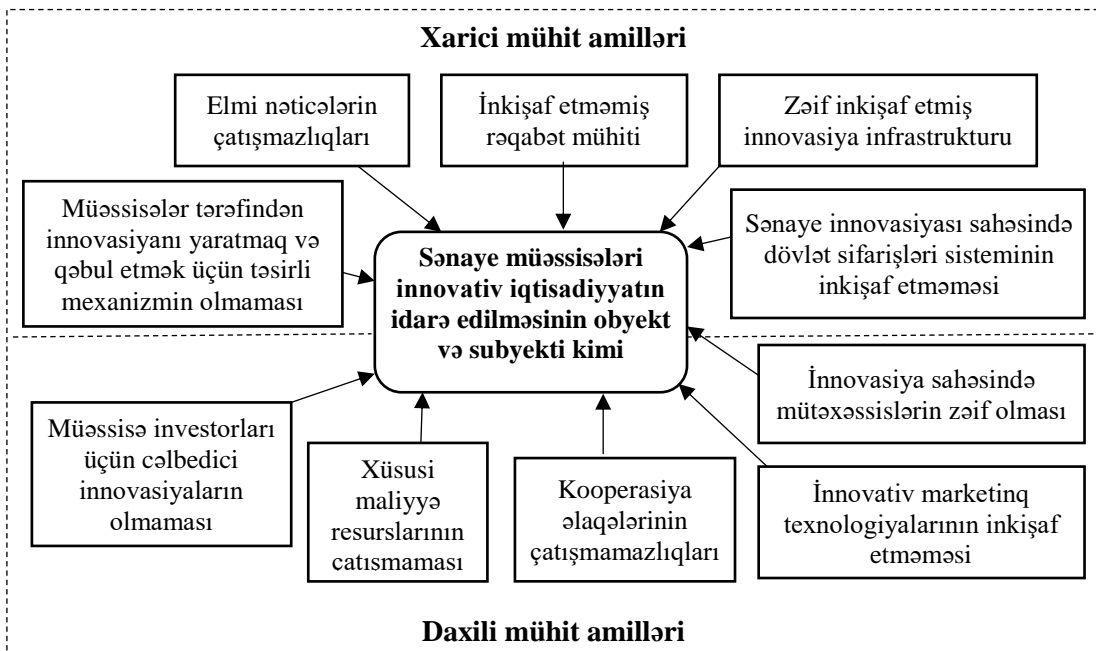 Xarici mühit amilləri
Elmi nəticələrin
çatışmazlıqları
İnkişaf etməmiş
rəqabət mühiti
Zəif inkişaf etmiş
innovasiya infrastrukturu
Müəssisələr tərəfindən
innovasiyanı yaratmaq və
qəbul etmək üçün təsirli
mexanizmin olmaması
Sənaye müəssisələri
innovativ iqtisadiyyatın
idarə edilməsinin obyekt
və subyekti kimi
Sənaye innovasiyası sahəsində
dövlət sifarişləri sisteminin
inkişaf etməməsi
Müəssisə investorları
üçün cəlbedici
innovasiyaların
olmaması
Xüsusi
maliyyə
resurslarının
catısmaması
Kooperasiya
əlaqələrinin
çatışmamazlıqları
İnnovasiya sahəsində
mütəxəssislərin zəif olması
İnnovativ marketinq
texnologiyalarının inkişaf
etməməsi
Daxili mühit amilləri